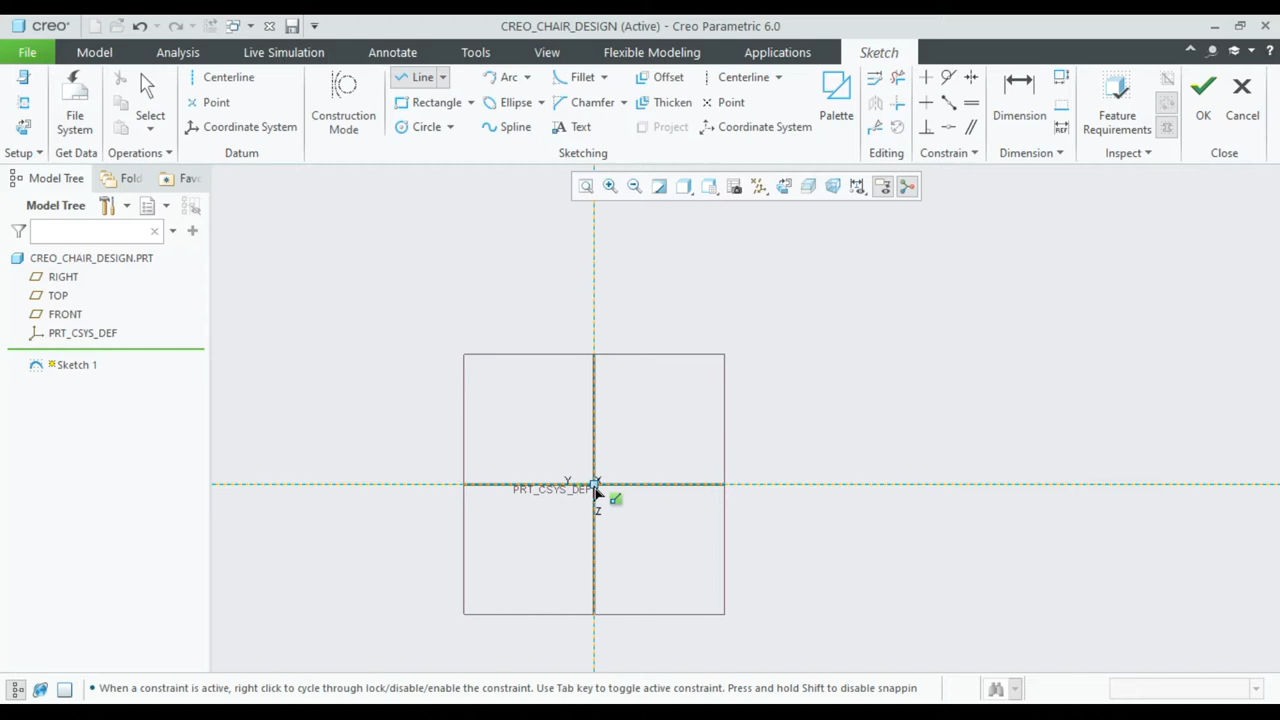 creo
CREO_CHAIR_DESIGN (Active) - Creo Parametric 6.0
File Model Analysis Live Simulation Annotate Tools View Flexible Modeling Applications Sketch
Centerline Line Arc Fillet Offset Centerline
Point Rectangle Ellipse Chamfer Thicken Point
File System Select Coordinate System Construction Mode Circle Spline Text Project Coordinate System Palette Dimension Feature Requirements OK Cancel
Setup Get Data Operations Datum Sketching Editing Constrain Dimension Inspect Close
Model Tree Fold Fav
Model Tree
CREO_CHAIR_DESIGN.PRT
RIGHT
TOP
FRONT
PRT_CSYS_DEF
Sketch 1
Y X
PRT_CSYS_DEF
Z
When a constraint is active, right click to cycle through lock/disable/enable the constraint. Use Tab key to toggle active constraint. Press and hold Shift to disable snappin